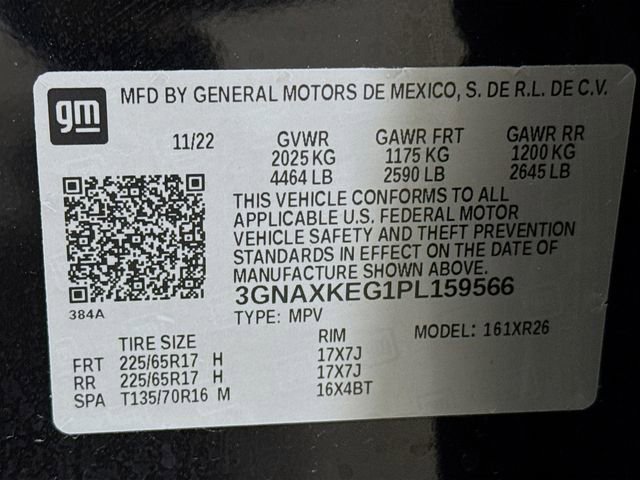 gm
MFD BY GENERAL MOTORS DE MEXICO, S. DE R.L. DE C.V.
11/22 GVWR GAWR FRT GAWR RR
2025 KG 1175 KG 1200 KG
4464 LB 2590 LB 2645 LB
THIS VEHICLE CONFORMS TO ALL
APPLICABLE U.S. FEDERAL MOTOR
VEHICLE SAFETY AND THEFT PREVENTION
STANDARDS IN EFFECT ON THE DATE OF
MANUFACTURE SHOWN ABOVE.
3GNAXKEG1PL159566
384A
TYPE: MPV MODEL: 161XR26
TIRE SIZE RIM
FRT 225/65R17 H 17X7J
RR 225/65R17 H 17X7J
SPA T135/70R16 M 16X4BT